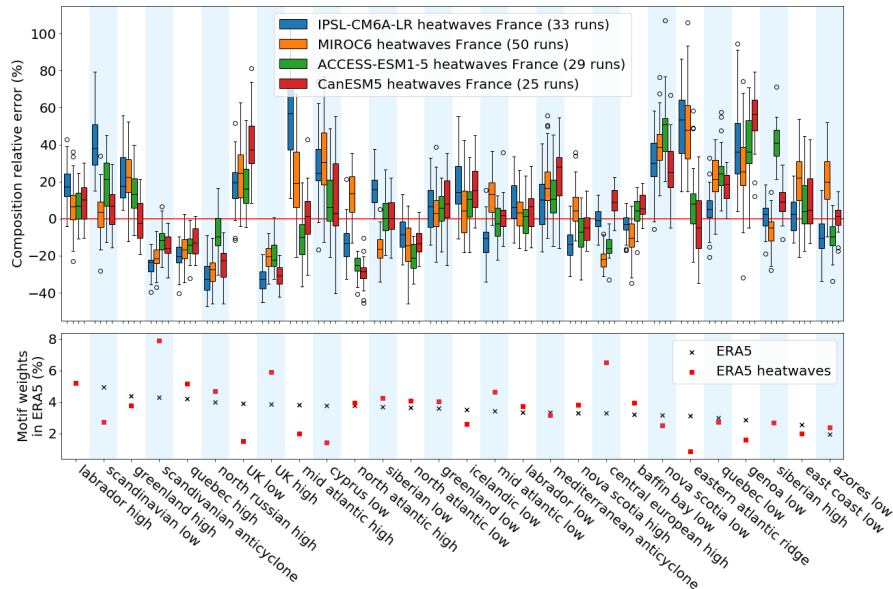 Composition relative error (%)
100
80
60
40
20
0
−20
−40
IPSL-CM6A-LR heatwaves France (33 runs)
MIROC6 heatwaves France (50 runs)
ACCESS-ESM1-5 heatwaves France (29 runs)
CanESM5 heatwaves France (25 runs)
Motif weights
in ERA5 (%)
8
6
4
2
ERA5
ERA5 heatwaves
labrador high
scandinavian low
greenland high
scandivanian anticyclone
quebec high
north russian high
UK low
UK high
mid atlantic high
cyprus low
north atlantic high
siberian low
north atlantic low
greenland low
icelandic low
mid atlantic low
labrador low
mediterranean anticyclone
nova scotia high
central european high
baffin bay low
nova scotia low
eastern atlantic ridge
quebec low
genoa low
siberian high
east coast low
azores low